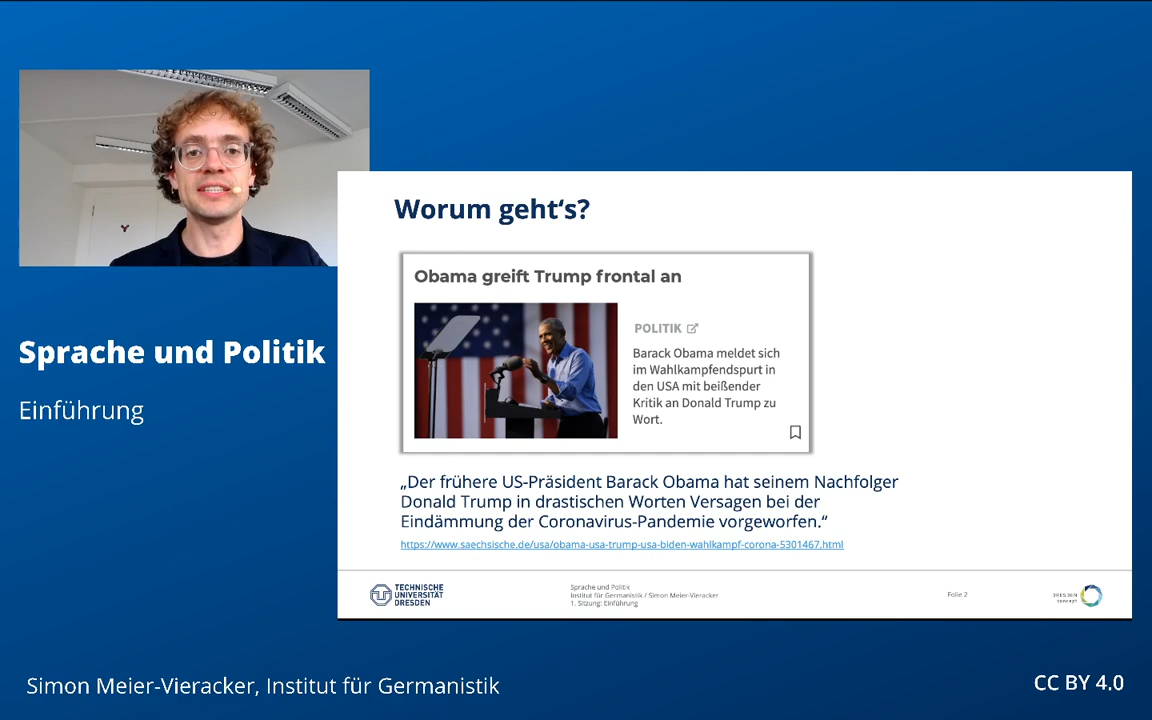 Worum geht‘s?
Obama greift Trump frontal an
POLITIK
Barack Obama meldet sich
im Wahlkampfendspurt in
den USA mit beißender
Kritik an Donald Trump zu
Wort.
Sprache und Politik
Einführung
„Der frühere US-Präsident Barack Obama hat seinem Nachfolger
Donald Trump in drastischen Worten Versagen bei der
Eindämmung der Coronavirus-Pandemie vorgeworfen.“
https://www.saechsische.de/usa/obama-usa-trump-usa-biden-wahlkampf-corona-5301467.html
TECHNISCHE
UNIVERSITÄT
DRESDEN
Sprache und Politik
Institut für Germanistik / Simon Meier-Vieracker
1. Sitzung: Einführung
Folie 2
DRESDEN
concept
Simon Meier-Vieracker, Institut für Germanistik
CC BY 4.0